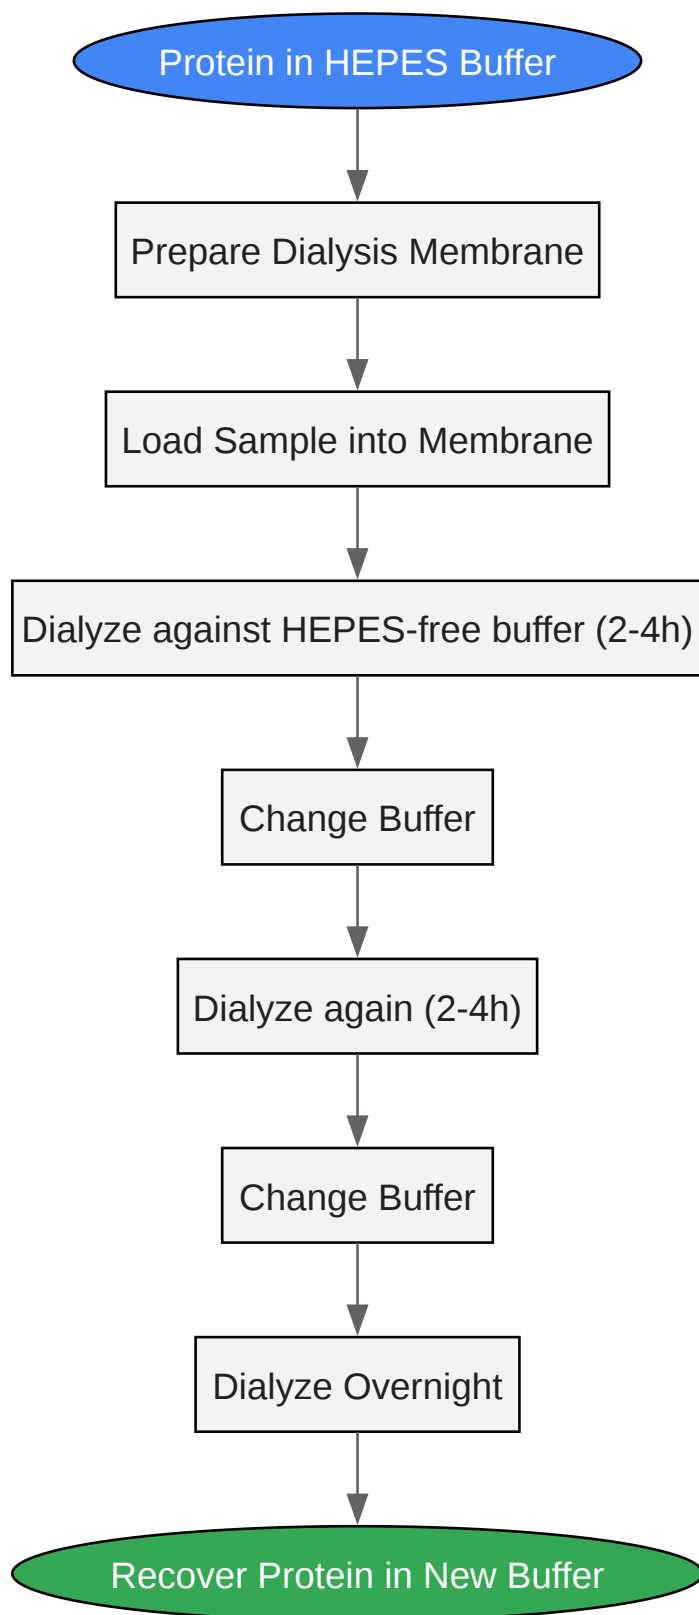 Protein in HEPES Buffer
Prepare Dialysis Membrane
Load Sample into Membrane
Dialyze against HEPES-free buffer (2-4h)
Change Buffer
Dialyze again (2-4h)
Change Buffer
Dialyze Overnight
Recover Protein in New Buffer